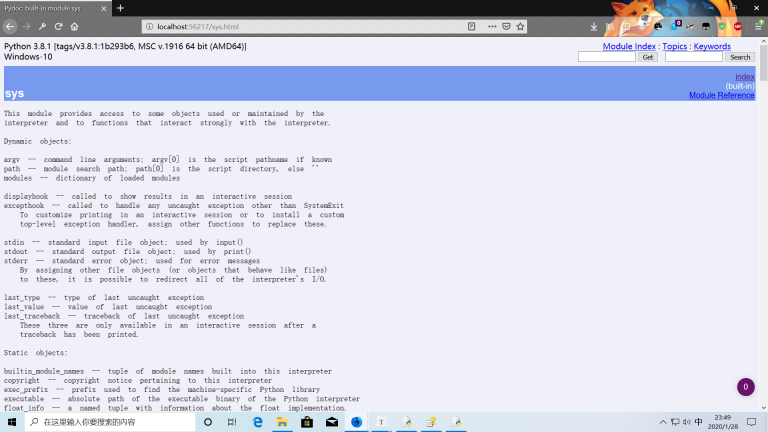 Pydoc: built-in module sys
localhost:56217/sys.html
Python 3.8.1 [tags/v3.8.1:1b293b6, MSC v.1916 64 bit (AMD64)]
Windows-10
Module Index : Topics : Keywords
Get Search
sys
index
(built-in)
Module Reference
This module provides access to some objects used or maintained by the
interpreter and to functions that interact strongly with the interpreter.
Dynamic objects:
argv -- command line arguments; argv[0] is the script pathname if known
path -- module search path; path[0] is the script directory, else ''
modules -- dictionary of loaded modules
displayhook -- called to show results in an interactive session
excepthook -- called to handle any uncaught exception other than SystemExit
To customize printing in an interactive session or to install a custom
top-level exception handler, assign other functions to replace these.
stdin -- standard input file object; used by input()
stdout -- standard output file object; used by print()
stderr -- standard error object; used for error messages
By assigning other file objects (or objects that behave like files)
to these, it is possible to redirect all of the interpreter's I/O.
last_type -- type of last uncaught exception
last_value -- value of last uncaught exception
last_traceback -- traceback of last uncaught exception
These three are only available in an interactive session after a
traceback has been printed.
Static objects:
builtin_module_names -- tuple of module names built into this interpreter
copyright -- copyright notice pertaining to this interpreter
exec_prefix -- prefix used to find the machine-specific Python library
executable -- absolute path of the executable binary of the Python interpreter
float_info -- a named tuple with information about the float implementation.
0
在这里输入你要搜索的内容
中
23:49
2020/1/28